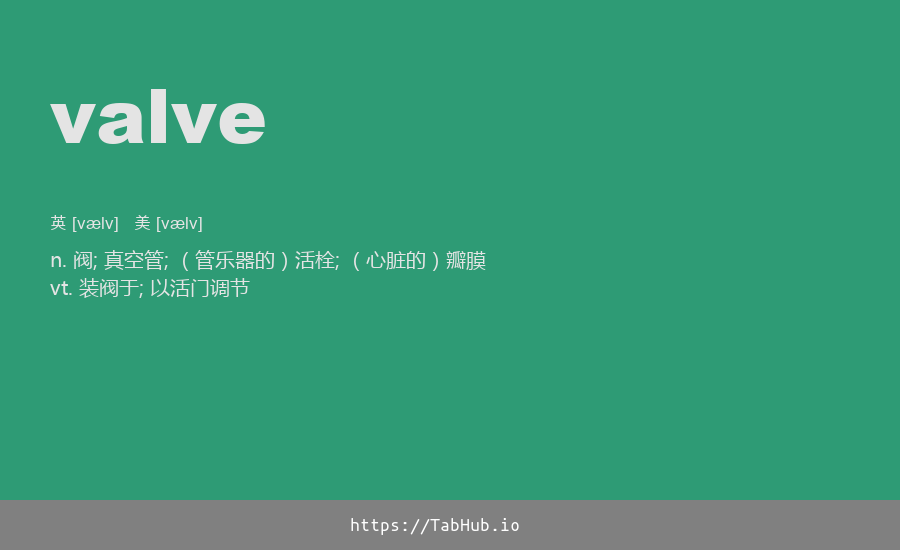 valve
英 [vælv] 美 [vælv]
n. 阀; 真空管; （管乐器的）活栓; （心脏的）瓣膜
vt. 装阀于; 以活门调节
https://TabHub.io